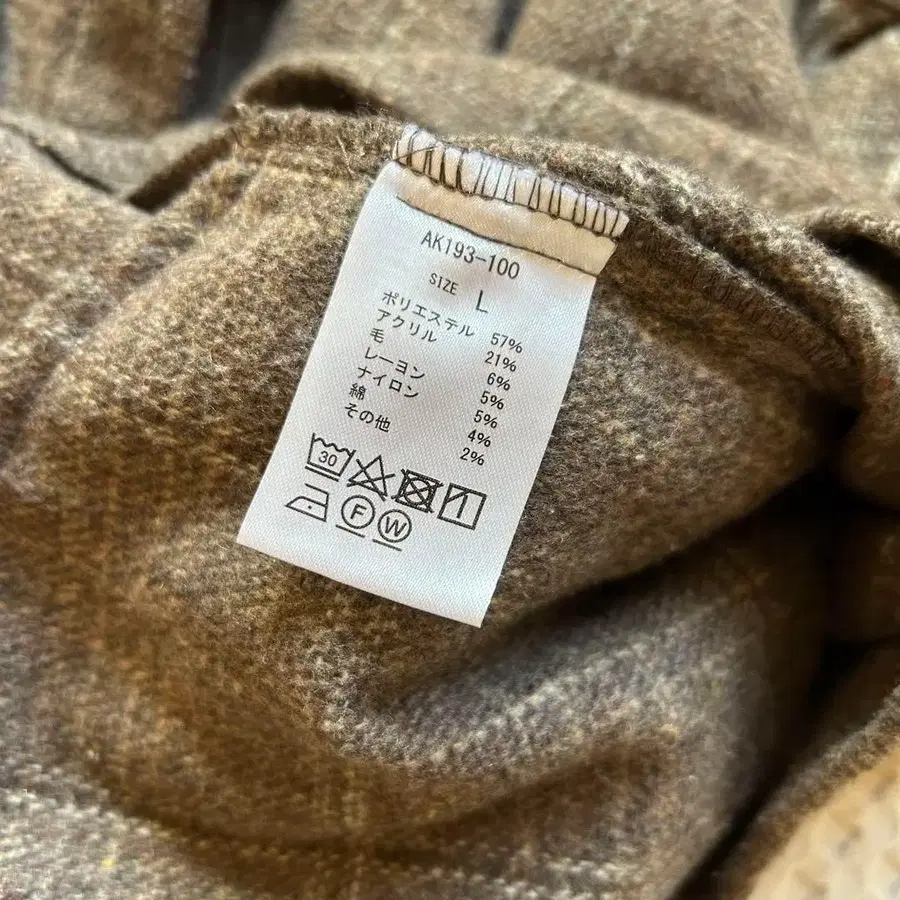 AK193-100
SIZE L
ポリエステル 57%
アクリル 21%
毛 6%
レーヨン 5%
ナイロン 5%
綿 4%
その他 2%
30
F W